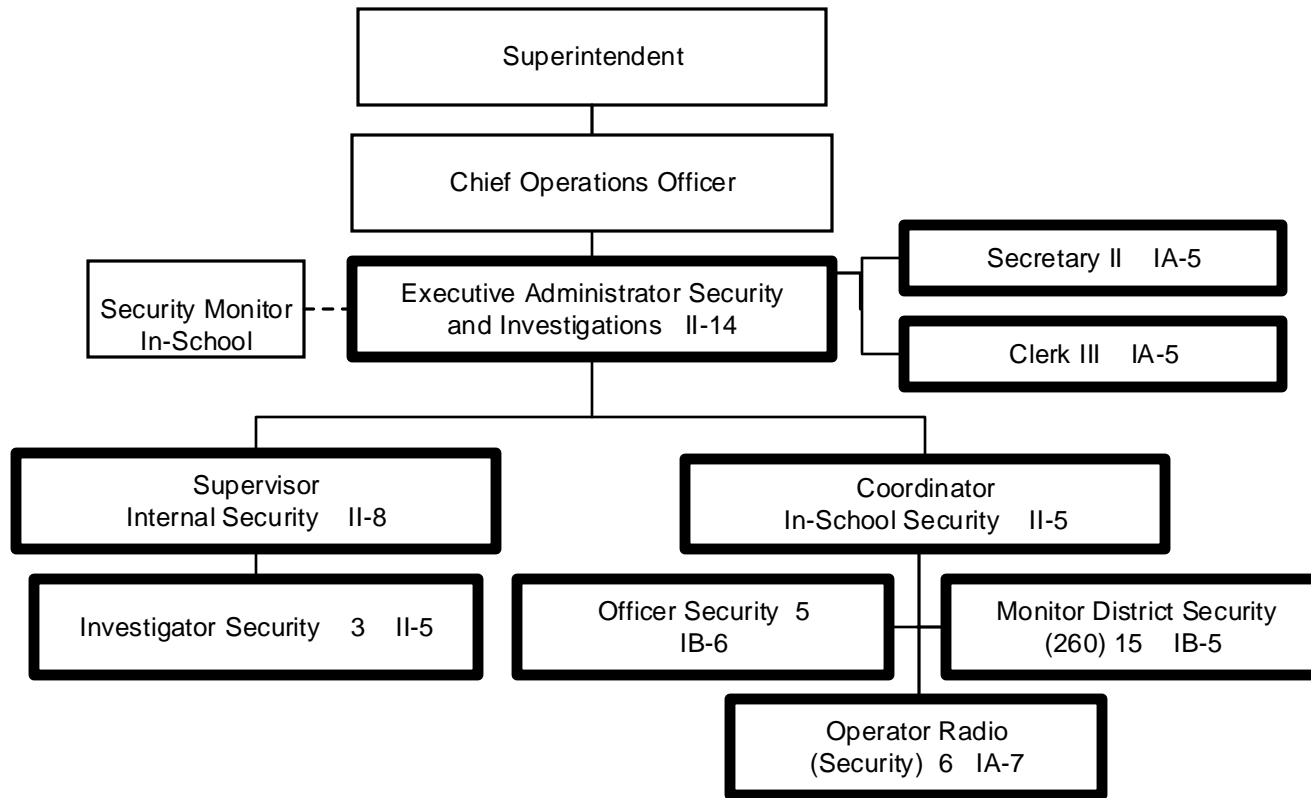 Superintendent
Chief Operations Officer
Security Monitor
In-School
Executive Administrator Security
and Investigations II-14
Secretary II IA-5
Clerk III IA-5
Supervisor
Internal Security II-8
Coordinator
In-School Security II-5
Investigator Security 3 II-5
Officer Security 5
IB-6
Monitor District Security
(260) 15 IB-5
Operator Radio
(Security) 6 IA-7